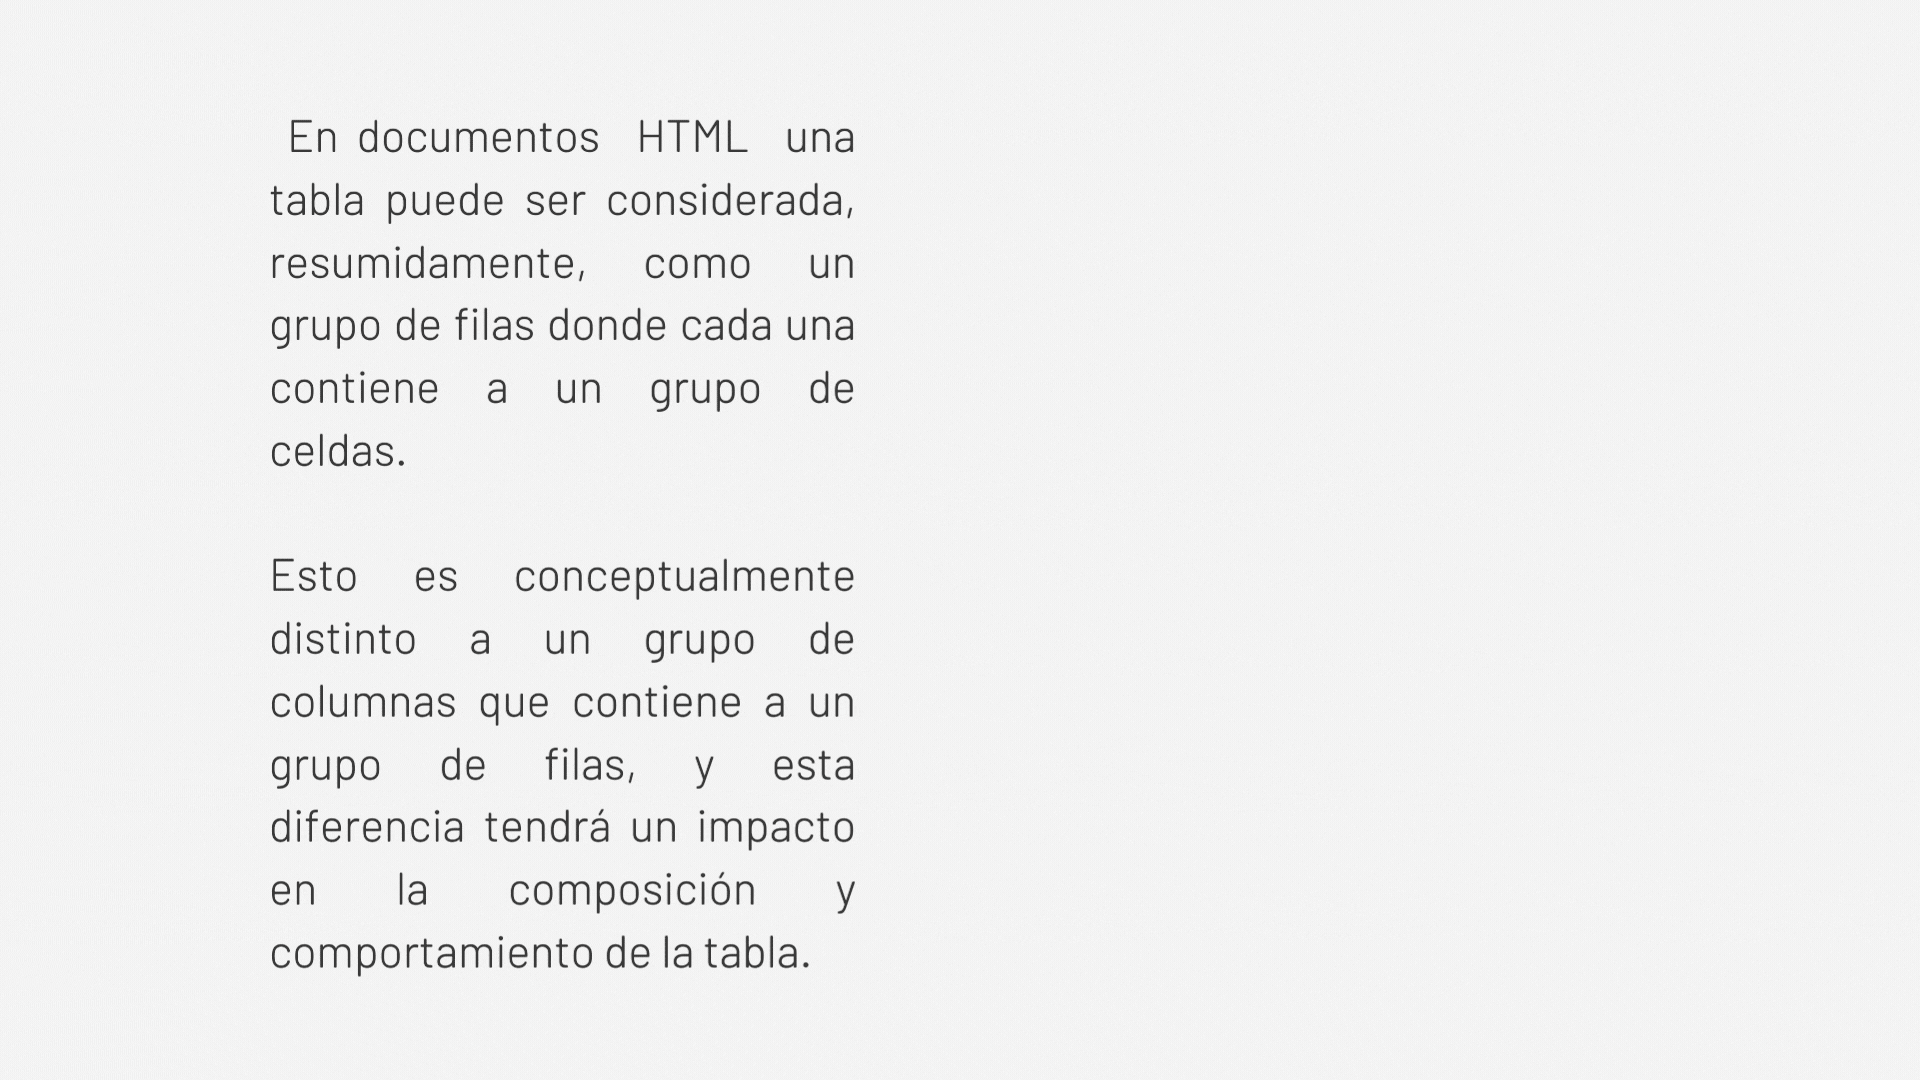 En documentos HTML una
tabla puede ser considerada,
resumidamente, como un
grupo de filas donde cada una
contiene a un grupo de
celdas.
Esto es conceptualmente
distinto a un grupo de
columnas que contiene a un
grupo de filas, y esta
diferencia tendrá un impacto
en la composición y
comportamiento de la tabla.